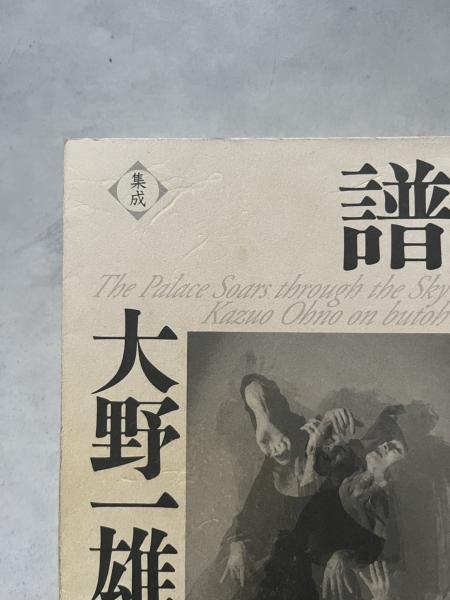 集成
譜
The Palace Soars through the Sky
Kazuo Ohno on butoh
大野一雄